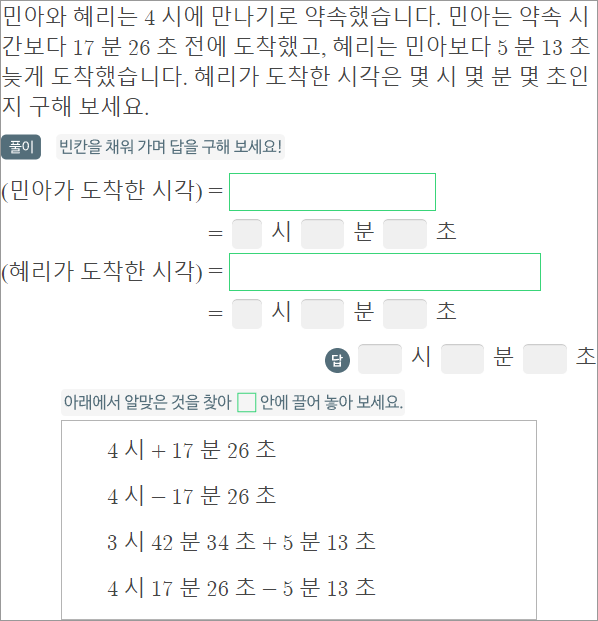 민아와 혜리는 4 시에 만나기로 약속했습니다. 민아는 약속 시
간보다 17 분 26 초 전에 도착했고, 혜리는 민아보다 5 분 13 초
늦게 도착했습니다. 혜리가 도착한 시각은 몇 시 몇 분 몇 초인
지 구해 보세요.
풀이 빈칸을 채워 가며 답을 구해 보세요!
(민아가 도착한 시각) =
= 시 분 초
(혜리가 도착한 시각) =
= 시 분 초
답 시 분 초
아래에서 알맞은 것을 찾아 □ 안에 끌어 놓아 보세요.
4 시 + 17 분 26 초
4 시 − 17 분 26 초
3 시 42 분 34 초 + 5 분 13 초
4 시 17 분 26 초 − 5 분 13 초